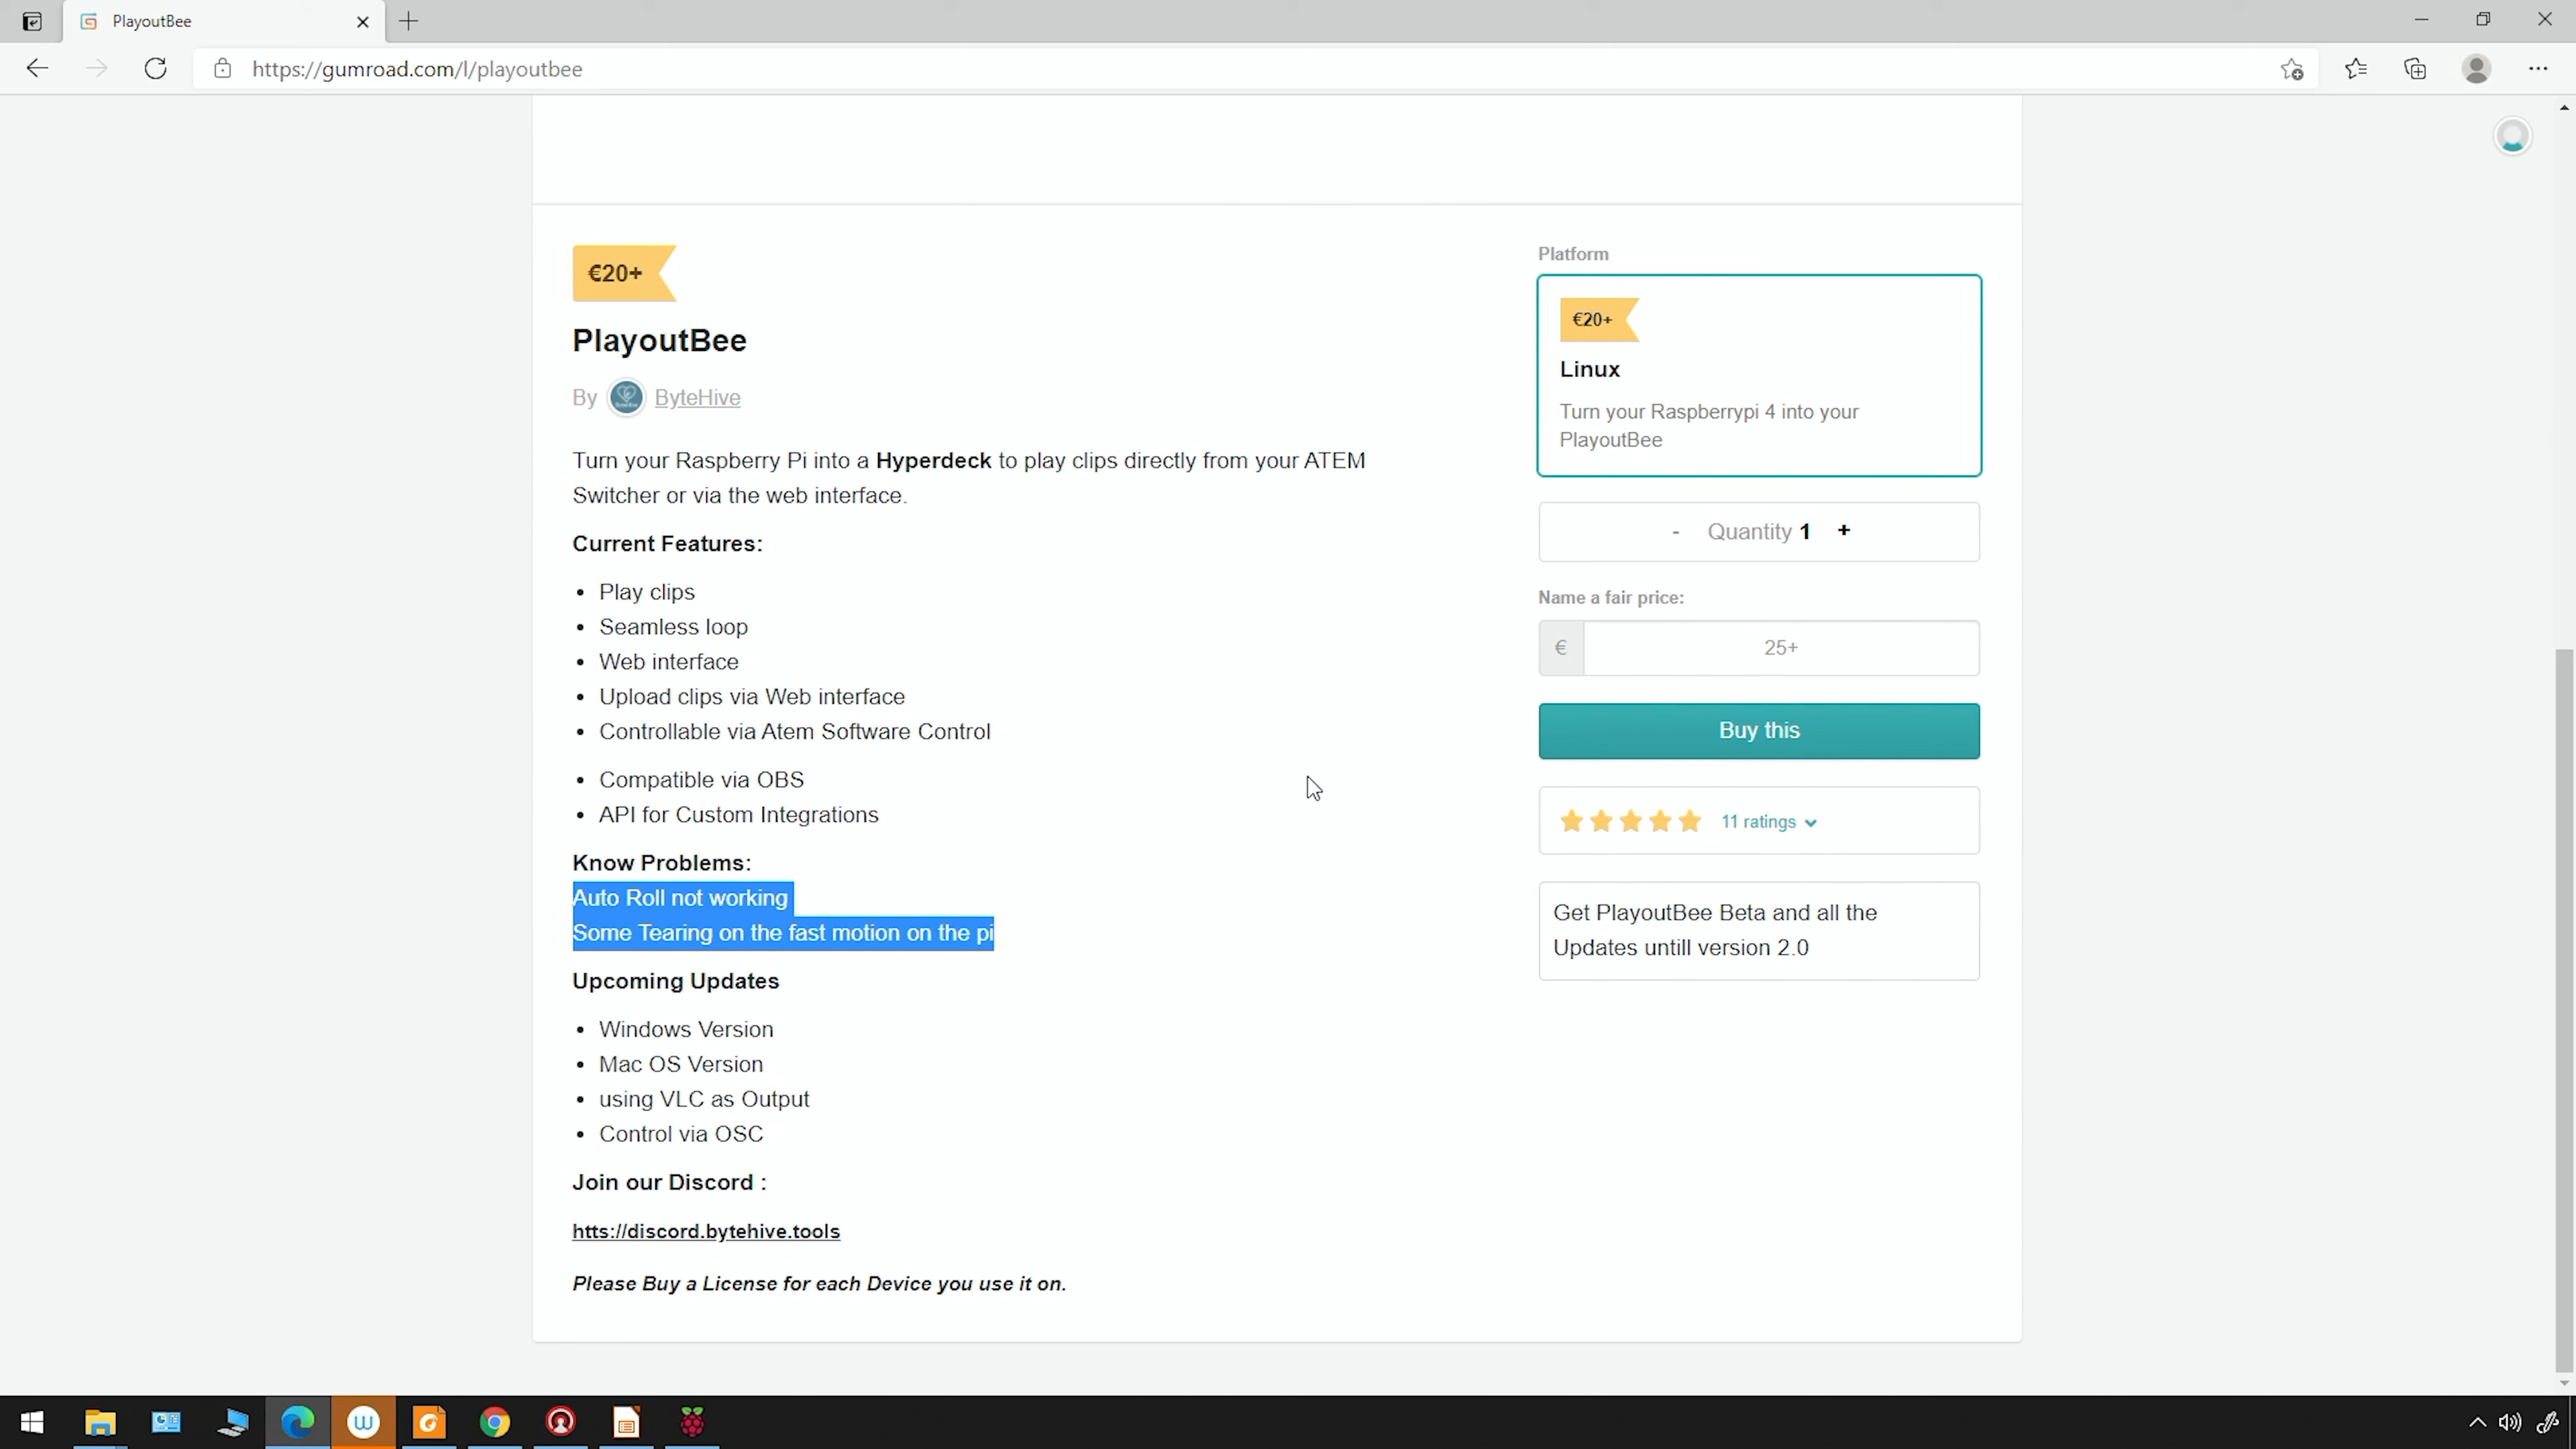 PlayoutBee
https://gumroad.com/l/playoutbee
€20+
PlayoutBee
By ByteHive
Turn your Raspberry Pi into a Hyperdeck to play clips directly from your ATEM
Switcher or via the web interface.
Current Features:
• Play clips
• Seamless loop
• Web interface
• Upload clips via Web interface
• Controllable via Atem Software Control
• Compatible via OBS
• API for Custom Integrations
Know Problems:
Auto Roll not working
Some Tearing on the fast motion on the pi
Upcoming Updates
• Windows Version
• Mac OS Version
• using VLC as Output
• Control via OSC
Join our Discord :
htts://discord.bytehive.tools
Please Buy a License for each Device you use it on.
Platform
€20+
Linux
Turn your Raspberrypi 4 into your
PlayoutBee
- Quantity 1 +
Name a fair price:
€ 25+
Buy this
11 ratings
Get PlayoutBee Beta and all the
Updates untill version 2.0